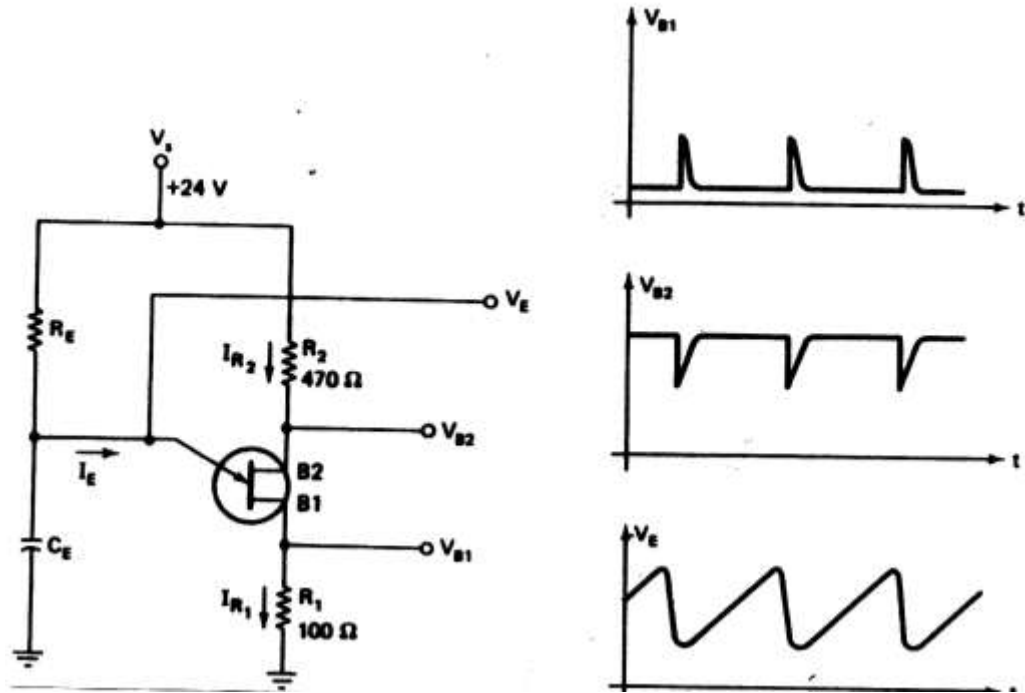 V_s
+24 V
R_E
V_E
I_R2
R_2
470 Ω
V_B2
I_E
B2
B1
C_E
V_B1
I_R1
R_1
100 Ω
V_B1
t
V_B2
t
V_E
t